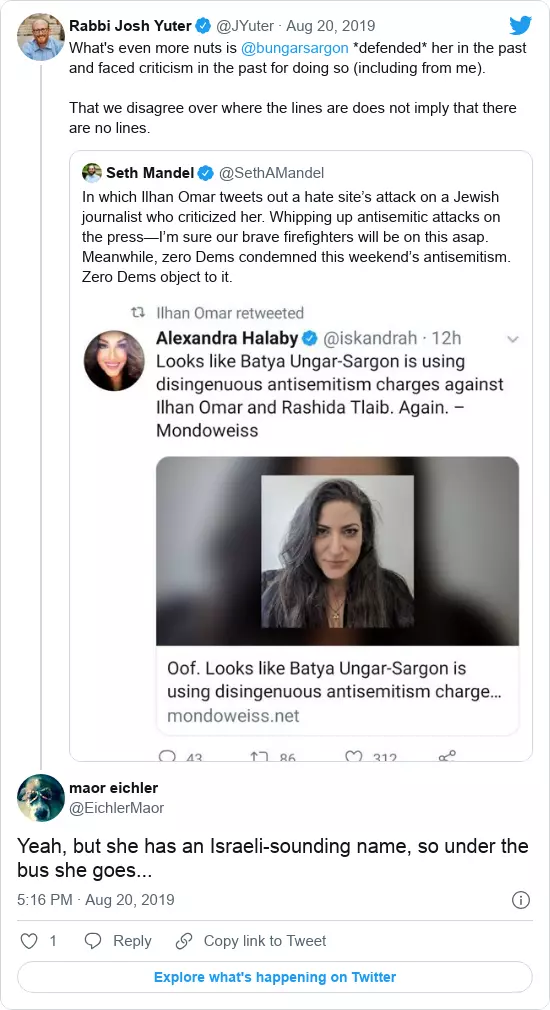 Rabbi Josh Yuter @JYuter · Aug 20, 2019
What's even more nuts is @bungarsargon *defended* her in the past
and faced criticism in the past for doing so (including from me).
That we disagree over where the lines are does not imply that there
are no lines.
Seth Mandel @SethAMandel
In which Ilhan Omar tweets out a hate site's attack on a Jewish
journalist who criticized her. Whipping up antisemitic attacks on
the press—I'm sure our brave firefighters will be on this asap.
Meanwhile, zero Dems condemned this weekend's antisemitism.
Zero Dems object to it.
Ilhan Omar retweeted
Alexandra Halaby @iskandrah · 12h
Looks like Batya Ungar-Sargon is using
disingenuous antisemitism charges against
Ilhan Omar and Rashida Tlaib. Again. –
Mondoweiss
Oof. Looks like Batya Ungar-Sargon is
using disingenuous antisemitism charge...
mondoweiss.net
43 86 312
maor eichler
@EichlerMaor
Yeah, but she has an Israeli-sounding name, so under the
bus she goes...
5:16 PM · Aug 20, 2019
1 Reply Copy link to Tweet
Explore what's happening on Twitter